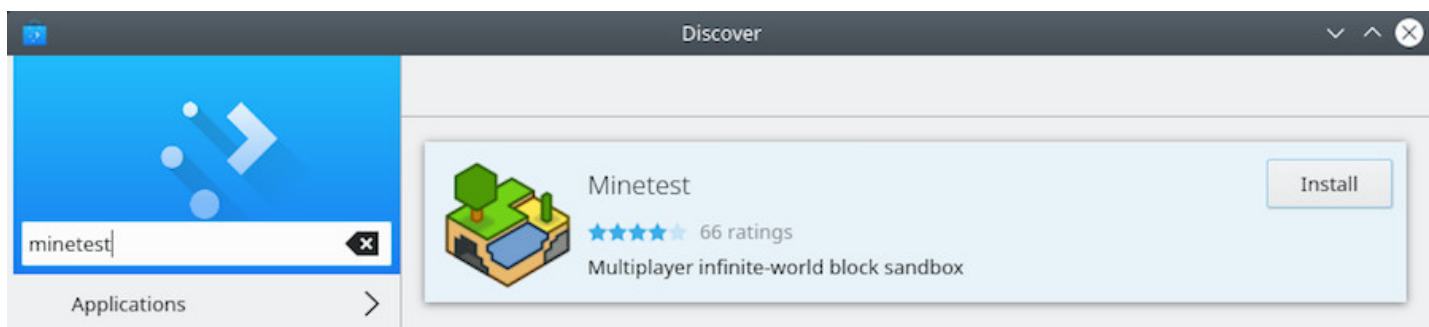 Discover
minetest
Applications
Minetest
66 ratings
Multiplayer infinite-world block sandbox
Install